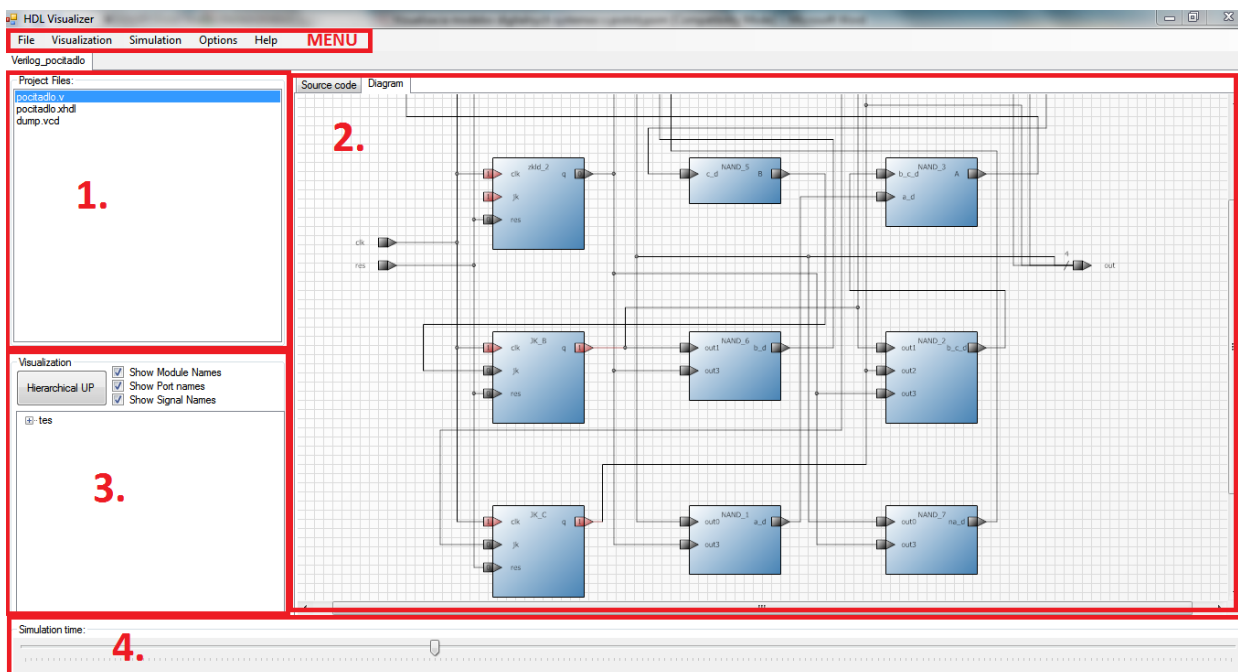 HDL Visualizer
File Visualization Simulation Options Help MENU
Verilog_pocitadlo
Project Files:
pocitadlo.v
pocitadlo.xhdl
dump.vcd
1.
Visualization
Hierarchical UP
Show Module Names
Show Port names
Show Signal Names
tes
3.
Source code Diagram
2.
clk q
jk
res
NAND_5
c_d B
NAND_3
b_c_d A
a_d
clk
res
4
out
JK_B
clk q
jk
res
NAND_6
out1 b_d
out3
NAND_2
out1 b_c_d
out2
out3
JK_C
clk q
jk
res
NAND_1
out0 a_d
out3
NAND_7
out0 na_d
out3
Simulation time:
4.